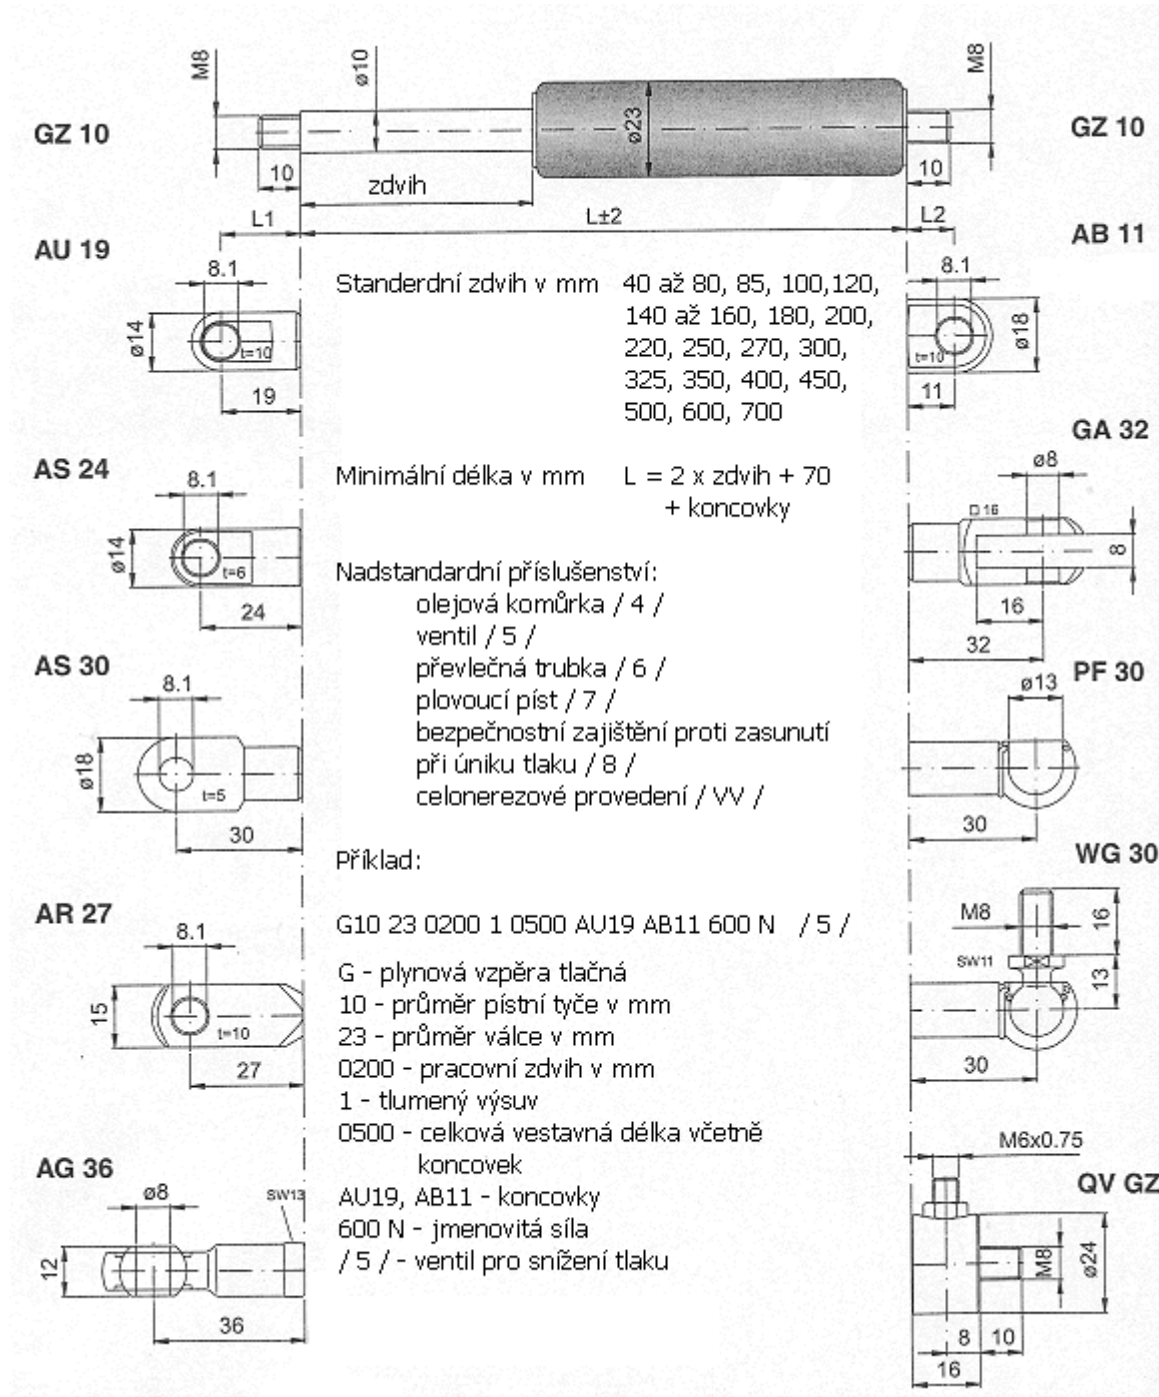 M8
ø10
M8
GZ 10
ø23
GZ 10
10
zdvih
10
L1
L±2
L2
AU 19
AB 11
8.1
8.1
Standerdní zdvih v mm 40 až 80, 85, 100,120,
140 až 160, 180, 200,
220, 250, 270, 300,
325, 350, 400, 450,
500, 600, 700
ø14
t=10
19
t=10
ø18
11
AS 24
GA 32
8.1
ø8
Minimální délka v mm L = 2 x zdvih + 70
+ koncovky
ø14
t=6
24
□ 16
8
16
32
Nadstandardní příslušenství:
olejová komůrka / 4 /
ventil / 5 /
převlečná trubka / 6 /
plovoucí píst / 7 /
bezpečnostní zajištění proti zasunutí
při úniku tlaku / 8 /
celonerezové provedení / VV /
AS 30
PF 30
8.1
ø13
ø18
t=5
30
30
Příklad:
WG 30
AR 27
8.1
M8
16
SW11
13
G10 23 0200 1 0500 AU19 AB11 600 N / 5 /
G - plynová vzpěra tlačná
10 - průměr pístní tyče v mm
23 - průměr válce v mm
0200 - pracovní zdvih v mm
1 - tlumený výsuv
0500 - celková vestavná délka včetně
koncovek
AU19, AB11 - koncovky
600 N - jmenovitá síla
/ 5 / - ventil pro snížení tlaku
15
t=10
27
30
AG 36
M6x0.75
QV GZ
ø8
SW13
12
36
M8
ø24
8
10
16